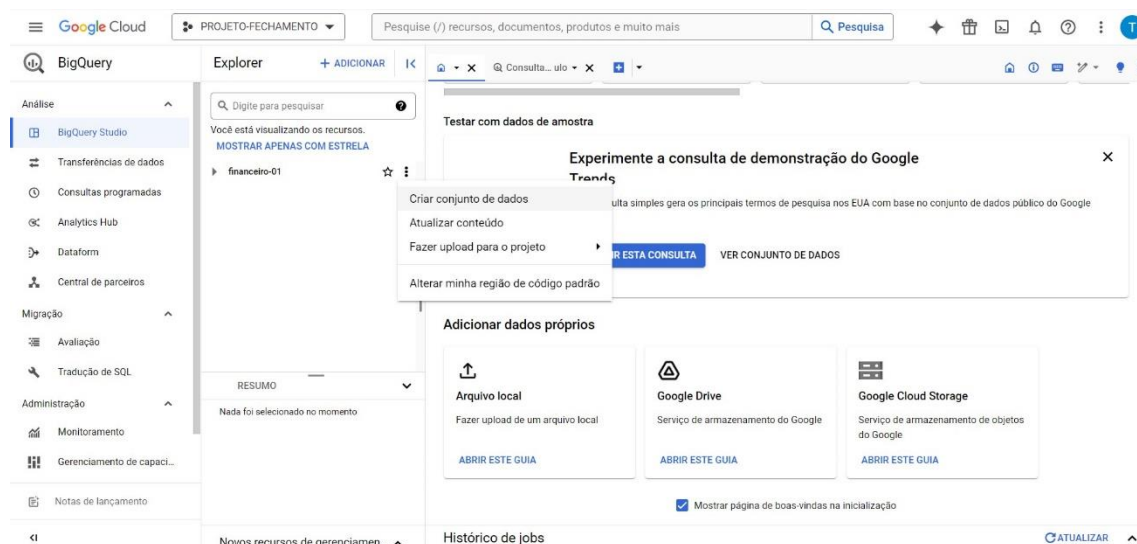 Google Cloud
PROJETO-FECHAMENTO
Pesquise (/) recursos, documentos, produtos e muito mais
Pesquisa
T
BigQuery
Análise
BigQuery Studio
Transferências de dados
Consultas programadas
Analytics Hub
Dataform
Central de parceiros
Migração
Avaliação
Tradução de SQL
Administração
Monitoramento
Gerenciamento de capaci...
Notas de lançamento
Explorer
+ ADICIONAR
Digite para pesquisar
Você está visualizando os recursos.
MOSTRAR APENAS COM ESTRELA
financeiro-01
Criar conjunto de dados
Atualizar conteúdo
Fazer upload para o projeto
Alterar minha região de código padrão
RESUMO
Nada foi selecionado no momento
Novos recursos de gerenciamen
Consulta... ulo
Testar com dados de amostra
Experimente a consulta de demonstração do Google
Trends
ulta simples gera os principais termos de pesquisa nos EUA com base no conjunto de dados público do Google
R ESTA CONSULTA
VER CONJUNTO DE DADOS
Adicionar dados próprios
Arquivo local
Fazer upload de um arquivo local
ABRIR ESTE GUIA
Google Drive
Serviço de armazenamento do Google
ABRIR ESTE GUIA
Google Cloud Storage
Serviço de armazenamento de objetos
do Google
ABRIR ESTE GUIA
Mostrar página de boas-vindas na inicialização
Histórico de jobs
ATUALIZAR